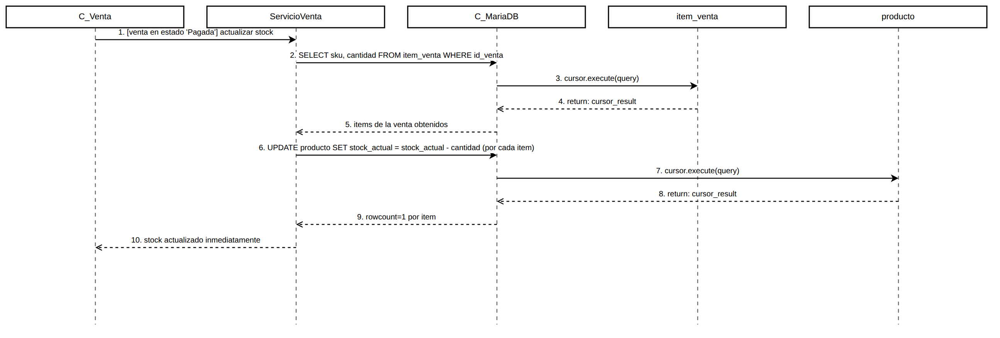 C_Venta
ServicioVenta
C_MariaDB
item_venta
producto
1. [venta en estado 'Pagada'] actualizar stock
2. SELECT sku, cantidad FROM item_venta WHERE id_venta
3. cursor.execute(query)
4. return: cursor_result
5. items de la venta obtenidos
6. UPDATE producto SET stock_actual = stock_actual - cantidad (por cada item)
7. cursor.execute(query)
8. return: cursor_result
9. rowcount=1 por item
10. stock actualizado inmediatamente